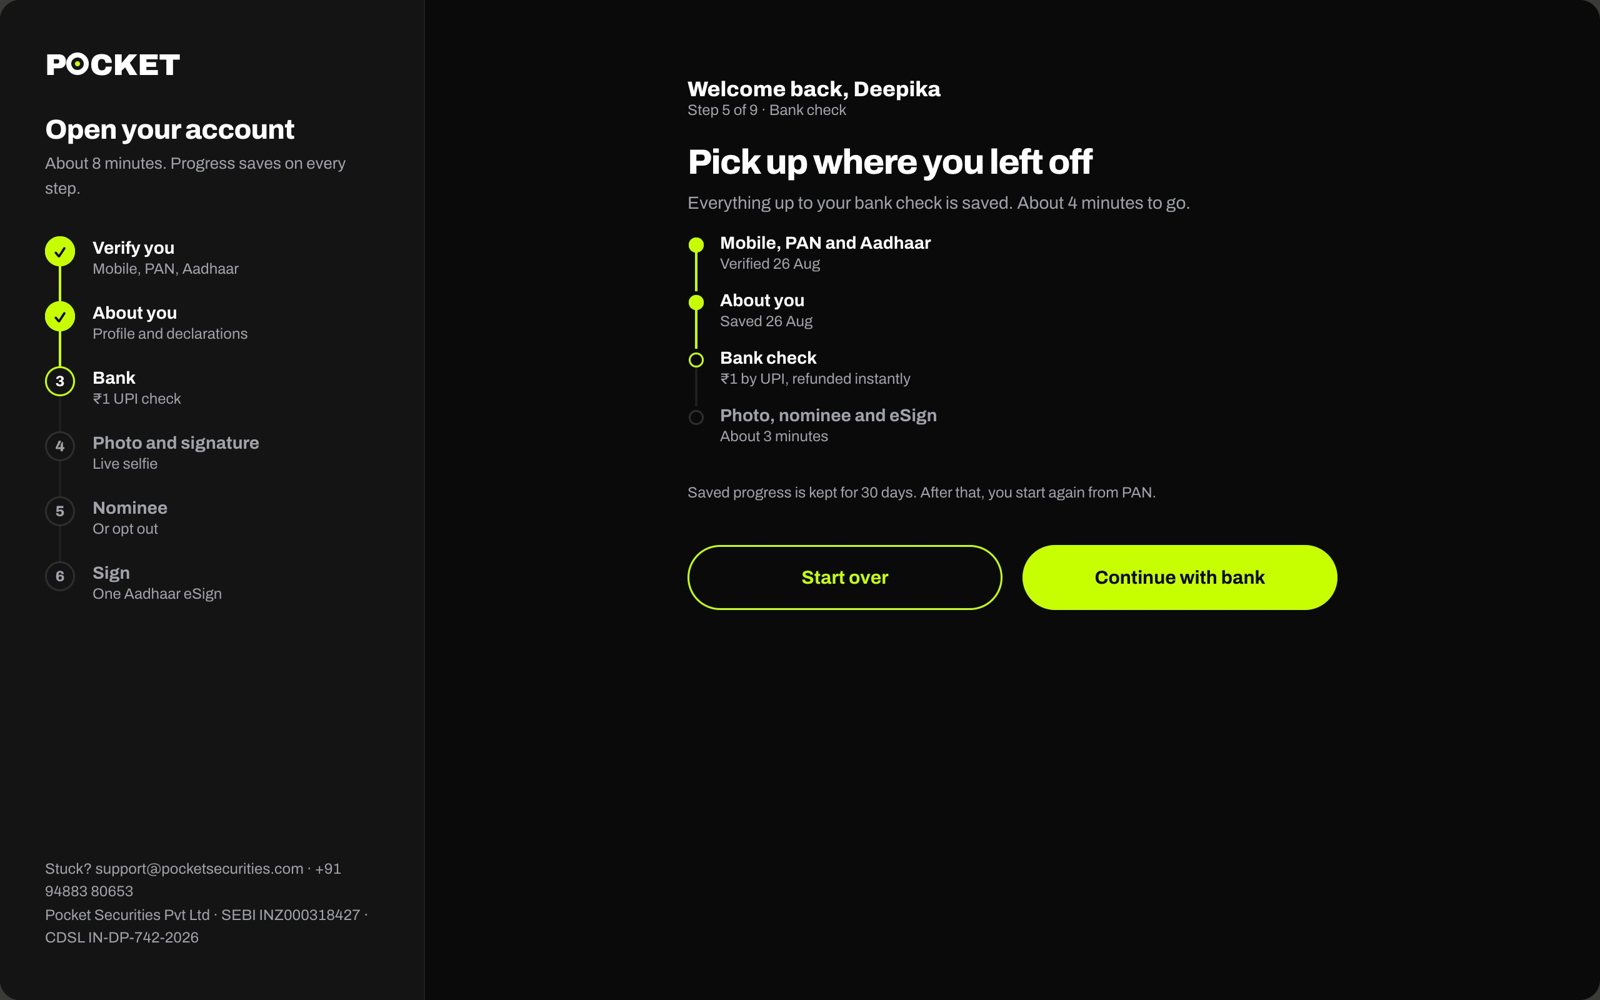 POCKET
Open your account
About 8 minutes. Progress saves on every
step.
Verify you
Mobile, PAN, Aadhaar
About you
Profile and declarations
3
Bank
₹1 UPI check
4
Photo and signature
Live selfie
5
Nominee
Or opt out
6
Sign
One Aadhaar eSign
Stuck? support@pocketsecurities.com · +91
94883 80653
Pocket Securities Pvt Ltd · SEBI INZ000318427 ·
CDSL IN-DP-742-2026
Welcome back, Deepika
Step 5 of 9 · Bank check
Pick up where you left off
Everything up to your bank check is saved. About 4 minutes to go.
Mobile, PAN and Aadhaar
Verified 26 Aug
About you
Saved 26 Aug
Bank check
₹1 by UPI, refunded instantly
Photo, nominee and eSign
About 3 minutes
Saved progress is kept for 30 days. After that, you start again from PAN.
Start over
Continue with bank